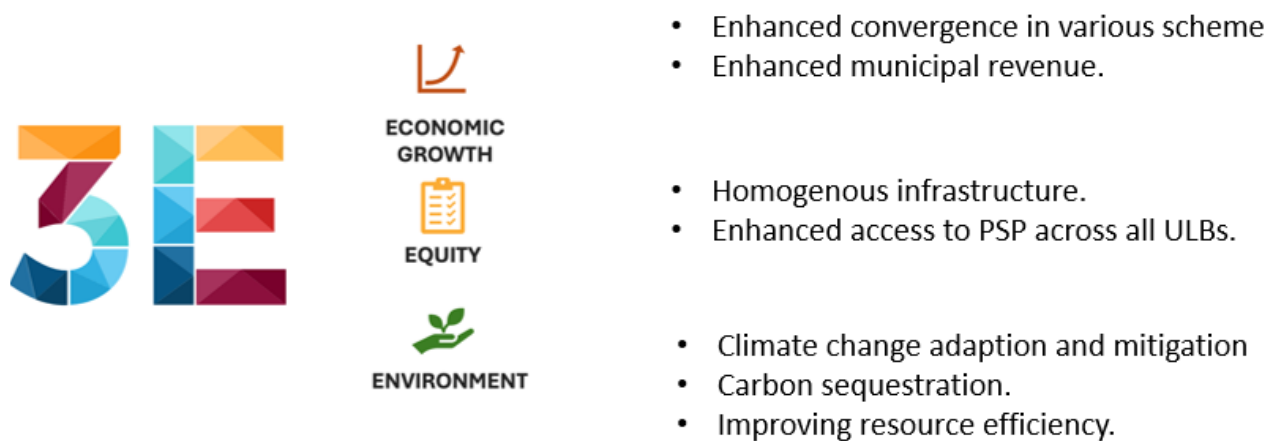 3E
ECONOMIC
GROWTH
• Enhanced convergence in various scheme
• Enhanced municipal revenue.
EQUITY
• Homogenous infrastructure.
• Enhanced access to PSP across all ULBs.
ENVIRONMENT
• Climate change adaption and mitigation
• Carbon sequestration.
• Improving resource efficiency.